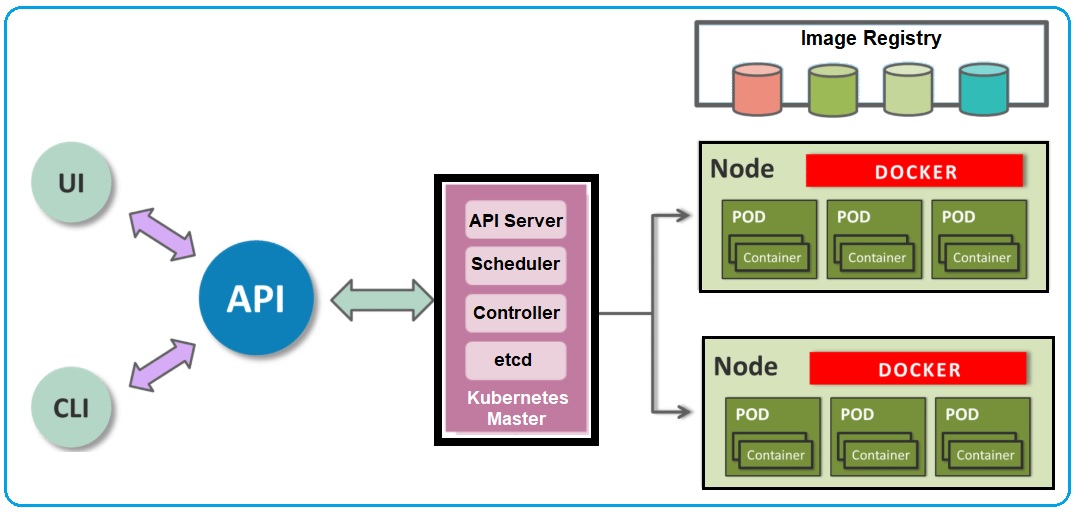 Image Registry
UI
API
CLI
API Server
Scheduler
Controller
etcd
Kubernetes
Master
Node
DOCKER
POD
POD
POD
Container
Container
Container
Node
DOCKER
POD
POD
POD
Container
Container
Container